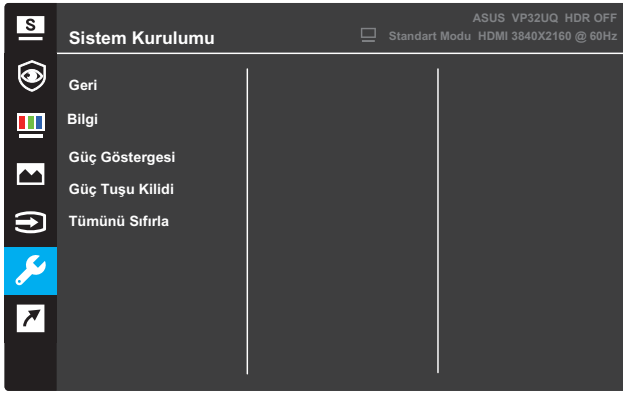 S
ASUS VP32UQ HDR OFF
Sistem Kurulumu
Standart Modu HDMI 3840X2160 @ 60Hz
Geri
Bilgi
Güç Göstergesi
Güç Tuşu Kilidi
Tümünü Sıfırla